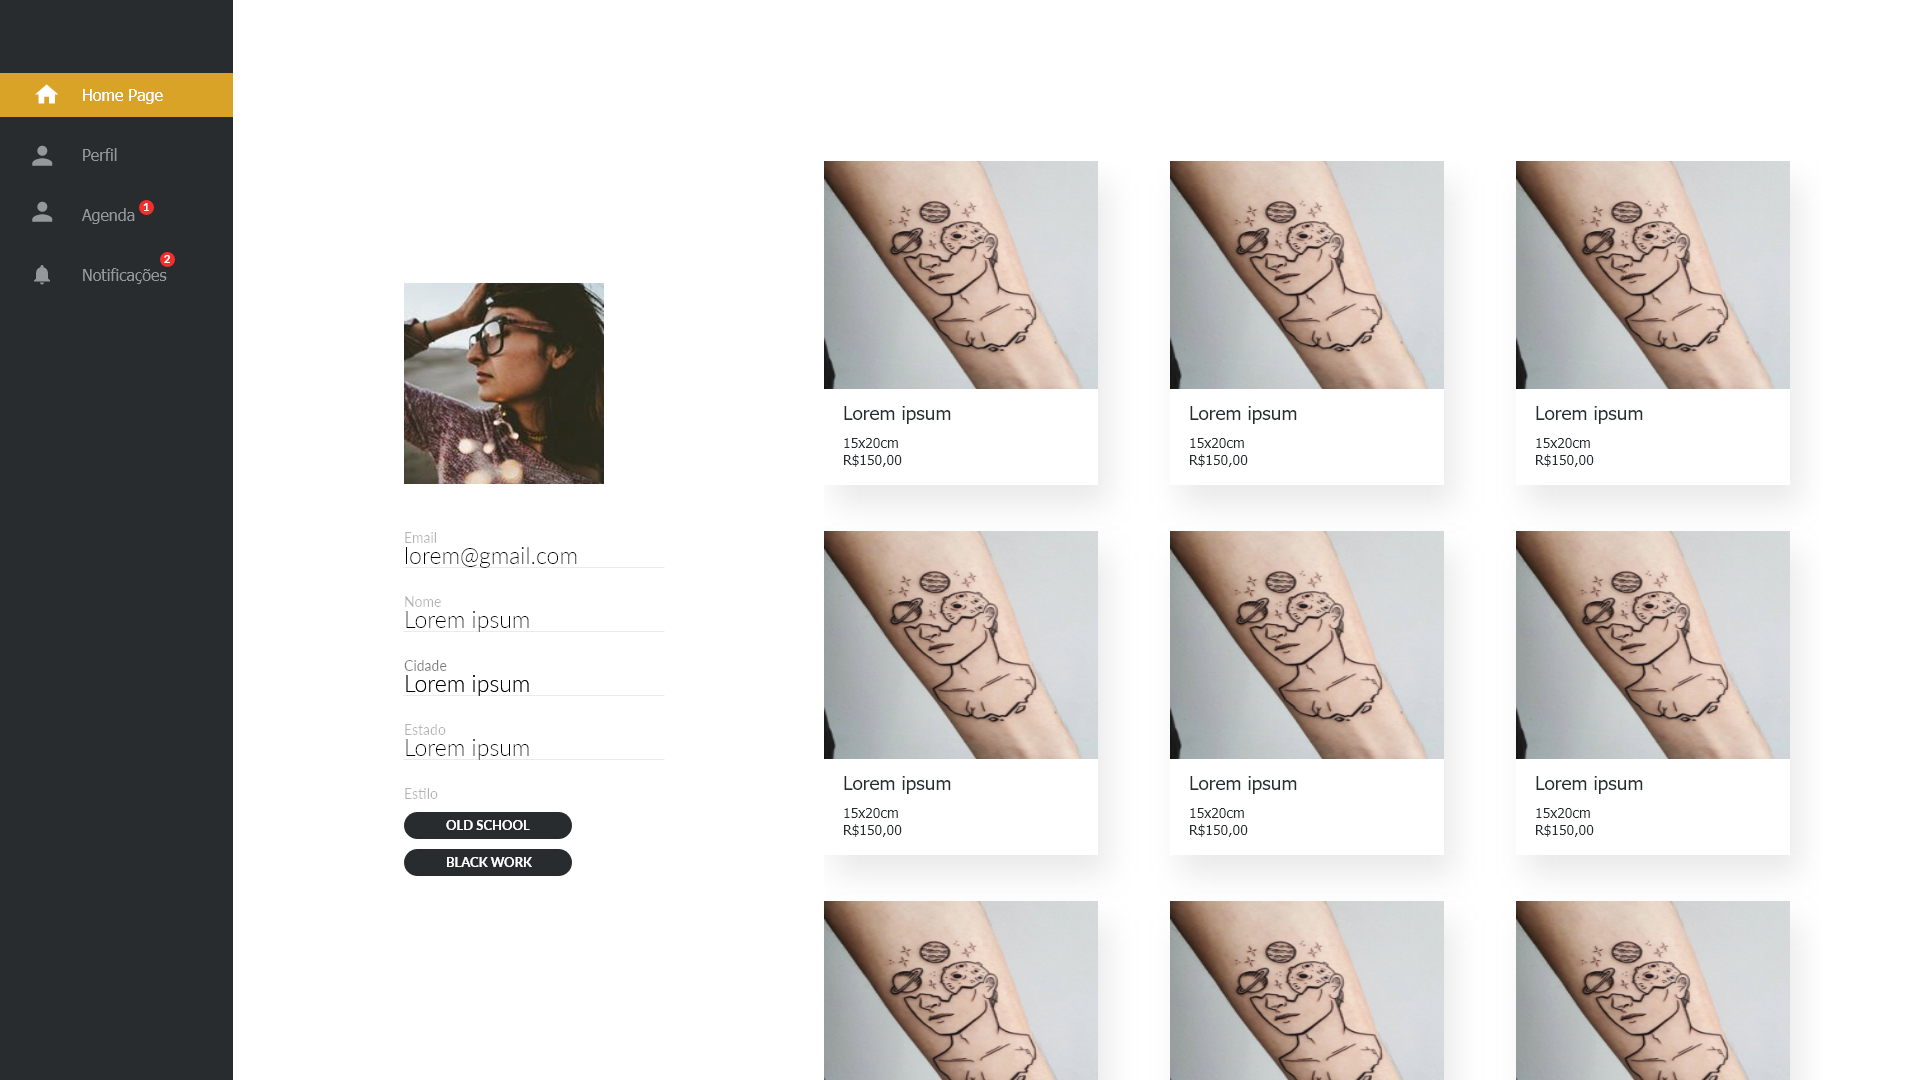 Home Page
Perfil
Agenda 1
Notificações 2
Email
lorem@gmail.com
Nome
Lorem ipsum
Cidade
Lorem ipsum
Estado
Lorem ipsum
Estilo
OLD SCHOOL
BLACK WORK
Lorem ipsum
15x20cm
R$150,00
Lorem ipsum
15x20cm
R$150,00
Lorem ipsum
15x20cm
R$150,00
Lorem ipsum
15x20cm
R$150,00
Lorem ipsum
15x20cm
R$150,00
Lorem ipsum
15x20cm
R$150,00